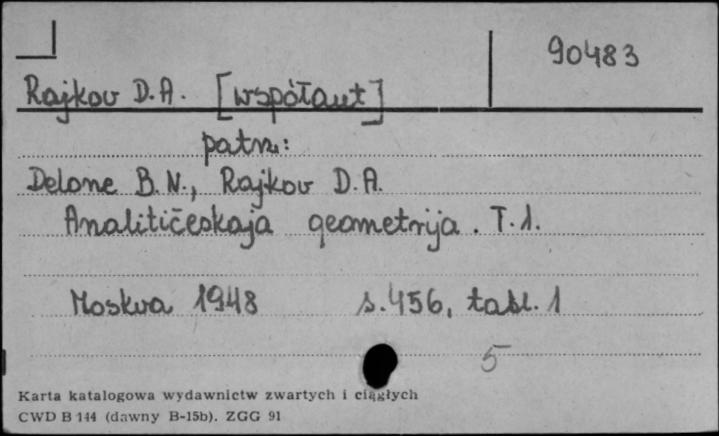 90483
Rajkov D.A. [współaut]
patrz:
Delone B.N., Rajkov D.A.
Analitičeskaja geometrija. T.1.
Moskva 1948 s.456, tabl. 1
5
Karta katalogowa wydawnictw zwartych i ciągłych
CWD B 144 (dawny B-15b). ZGG 91